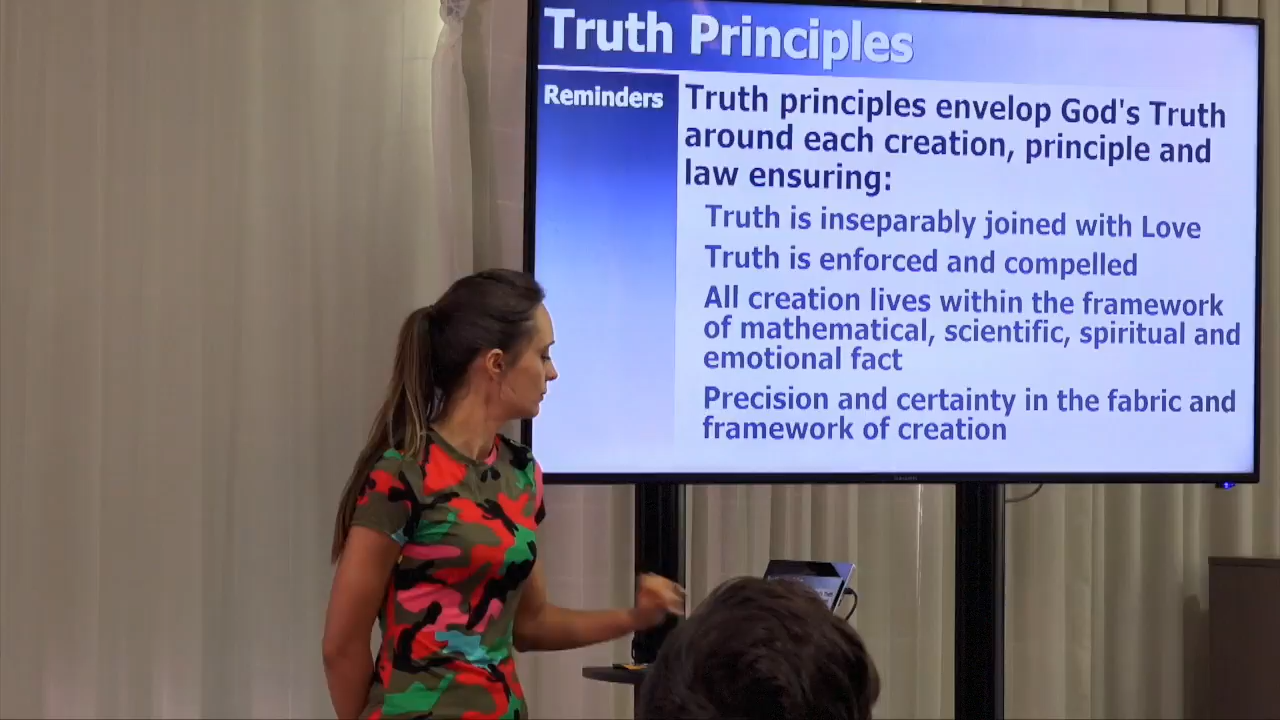 Truth Principles
Reminders
Truth principles envelop God's Truth
around each creation, principle and
law ensuring:
Truth is inseparably joined with Love
Truth is enforced and compelled
All creation lives within the framework
of mathematical, scientific, spiritual and
emotional fact
Precision and certainty in the fabric and
framework of creation